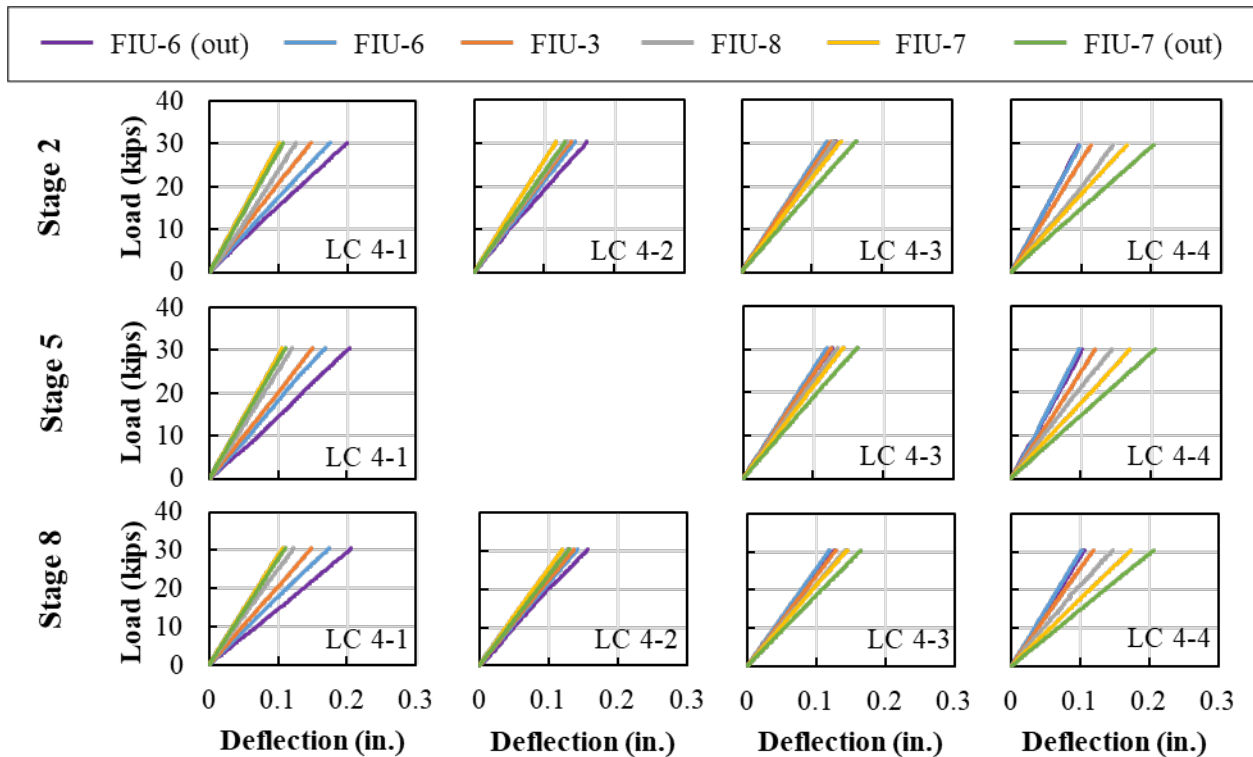 FIU-6 (out) FIU-6 FIU-3 FIU-8 FIU-7 FIU-7 (out)
Stage 2
Load (kips)
40
30
20
10
0
LC 4-1
LC 4-2
LC 4-3
LC 4-4
Stage 5
Load (kips)
40
30
20
10
0
LC 4-1
LC 4-3
LC 4-4
Stage 8
Load (kips)
40
30
20
10
0
LC 4-1
LC 4-2
LC 4-3
LC 4-4
0 0.1 0.2 0.3 0 0.1 0.2 0.3 0 0.1 0.2 0.3 0 0.1 0.2 0.3
Deflection (in.) Deflection (in.) Deflection (in.) Deflection (in.)